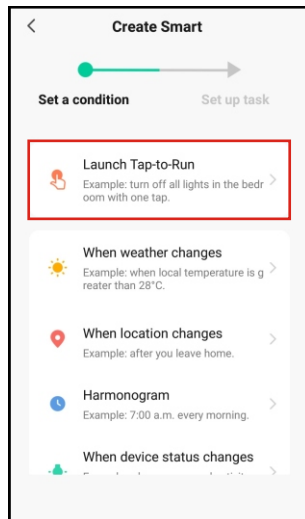 Create Smart
Set a condition
Set up task
Launch Tap-to-Run
Example: turn off all lights in the bedr
oom with one tap.
When weather changes
Example: when local temperature is g
reater than 28°C.
When location changes
Example: after you leave home.
Harmonogram
Example: 7:00 a.m. every morning.
When device status changes